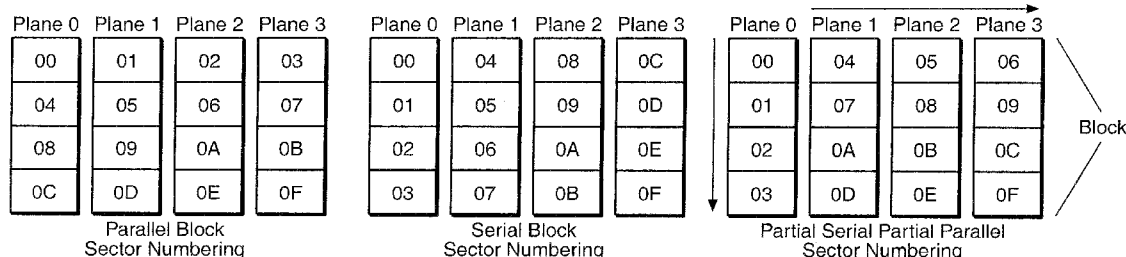 Plane 0 Plane 1 Plane 2 Plane 3
00 01 02 03
04 05 06 07
08 09 0A 0B
0C 0D 0E 0F
Parallel Block
Sector Numbering
Plane 0 Plane 1 Plane 2 Plane 3
00 04 08 0C
01 05 09 0D
02 06 0A 0E
03 07 0B 0F
Serial Block
Sector Numbering
Plane 0 Plane 1 Plane 2 Plane 3
00 04 05 06
01 07 08 09
02 0A 0B 0C
03 0D 0E 0F
Block
Partial Serial Partial Parallel
Sector Numbering